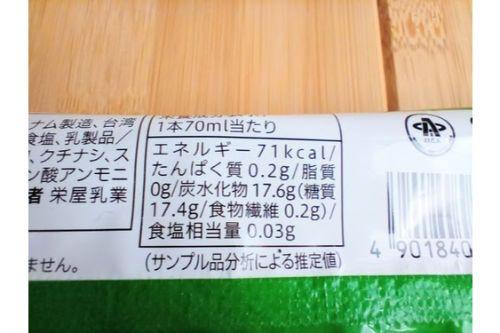 ナム製造、台湾
食塩、乳製品/
ス、クチナシ、ス
ン酸アンモニ
者 栄屋乳業
ません。
1本70ml当たり
エネルギー71kcal/
たんぱく質 0.2g/脂質
0g/炭水化物 17.6g(糖質
17.4g/食物繊維 0.2g)/
食塩相当量 0.03g
(サンプル品分析による推定値)
4 901840